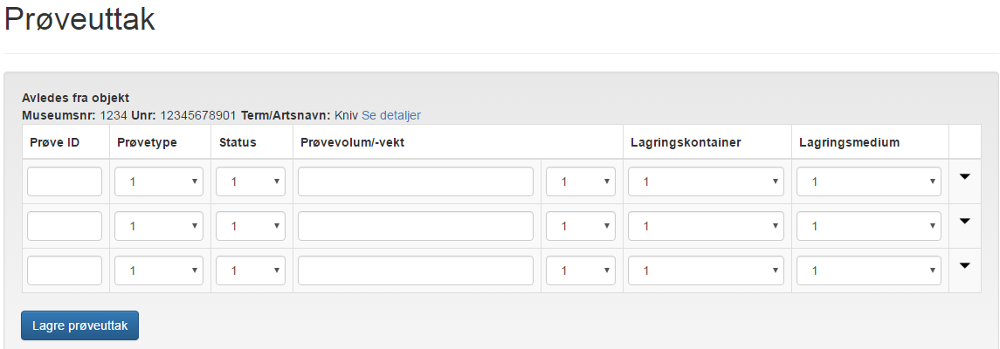 Prøveuttak
Avledes fra objekt
Museumsnr: 1234 Unr: 12345678901 Term/Artsnavn: Kniv Se detaljer
Prøve ID Prøvetype Status Prøvevolum/-vekt Lagringskontainer Lagringsmedium
1 1 1 1 1
1 1 1 1 1
1 1 1 1 1
Lagre prøveuttak